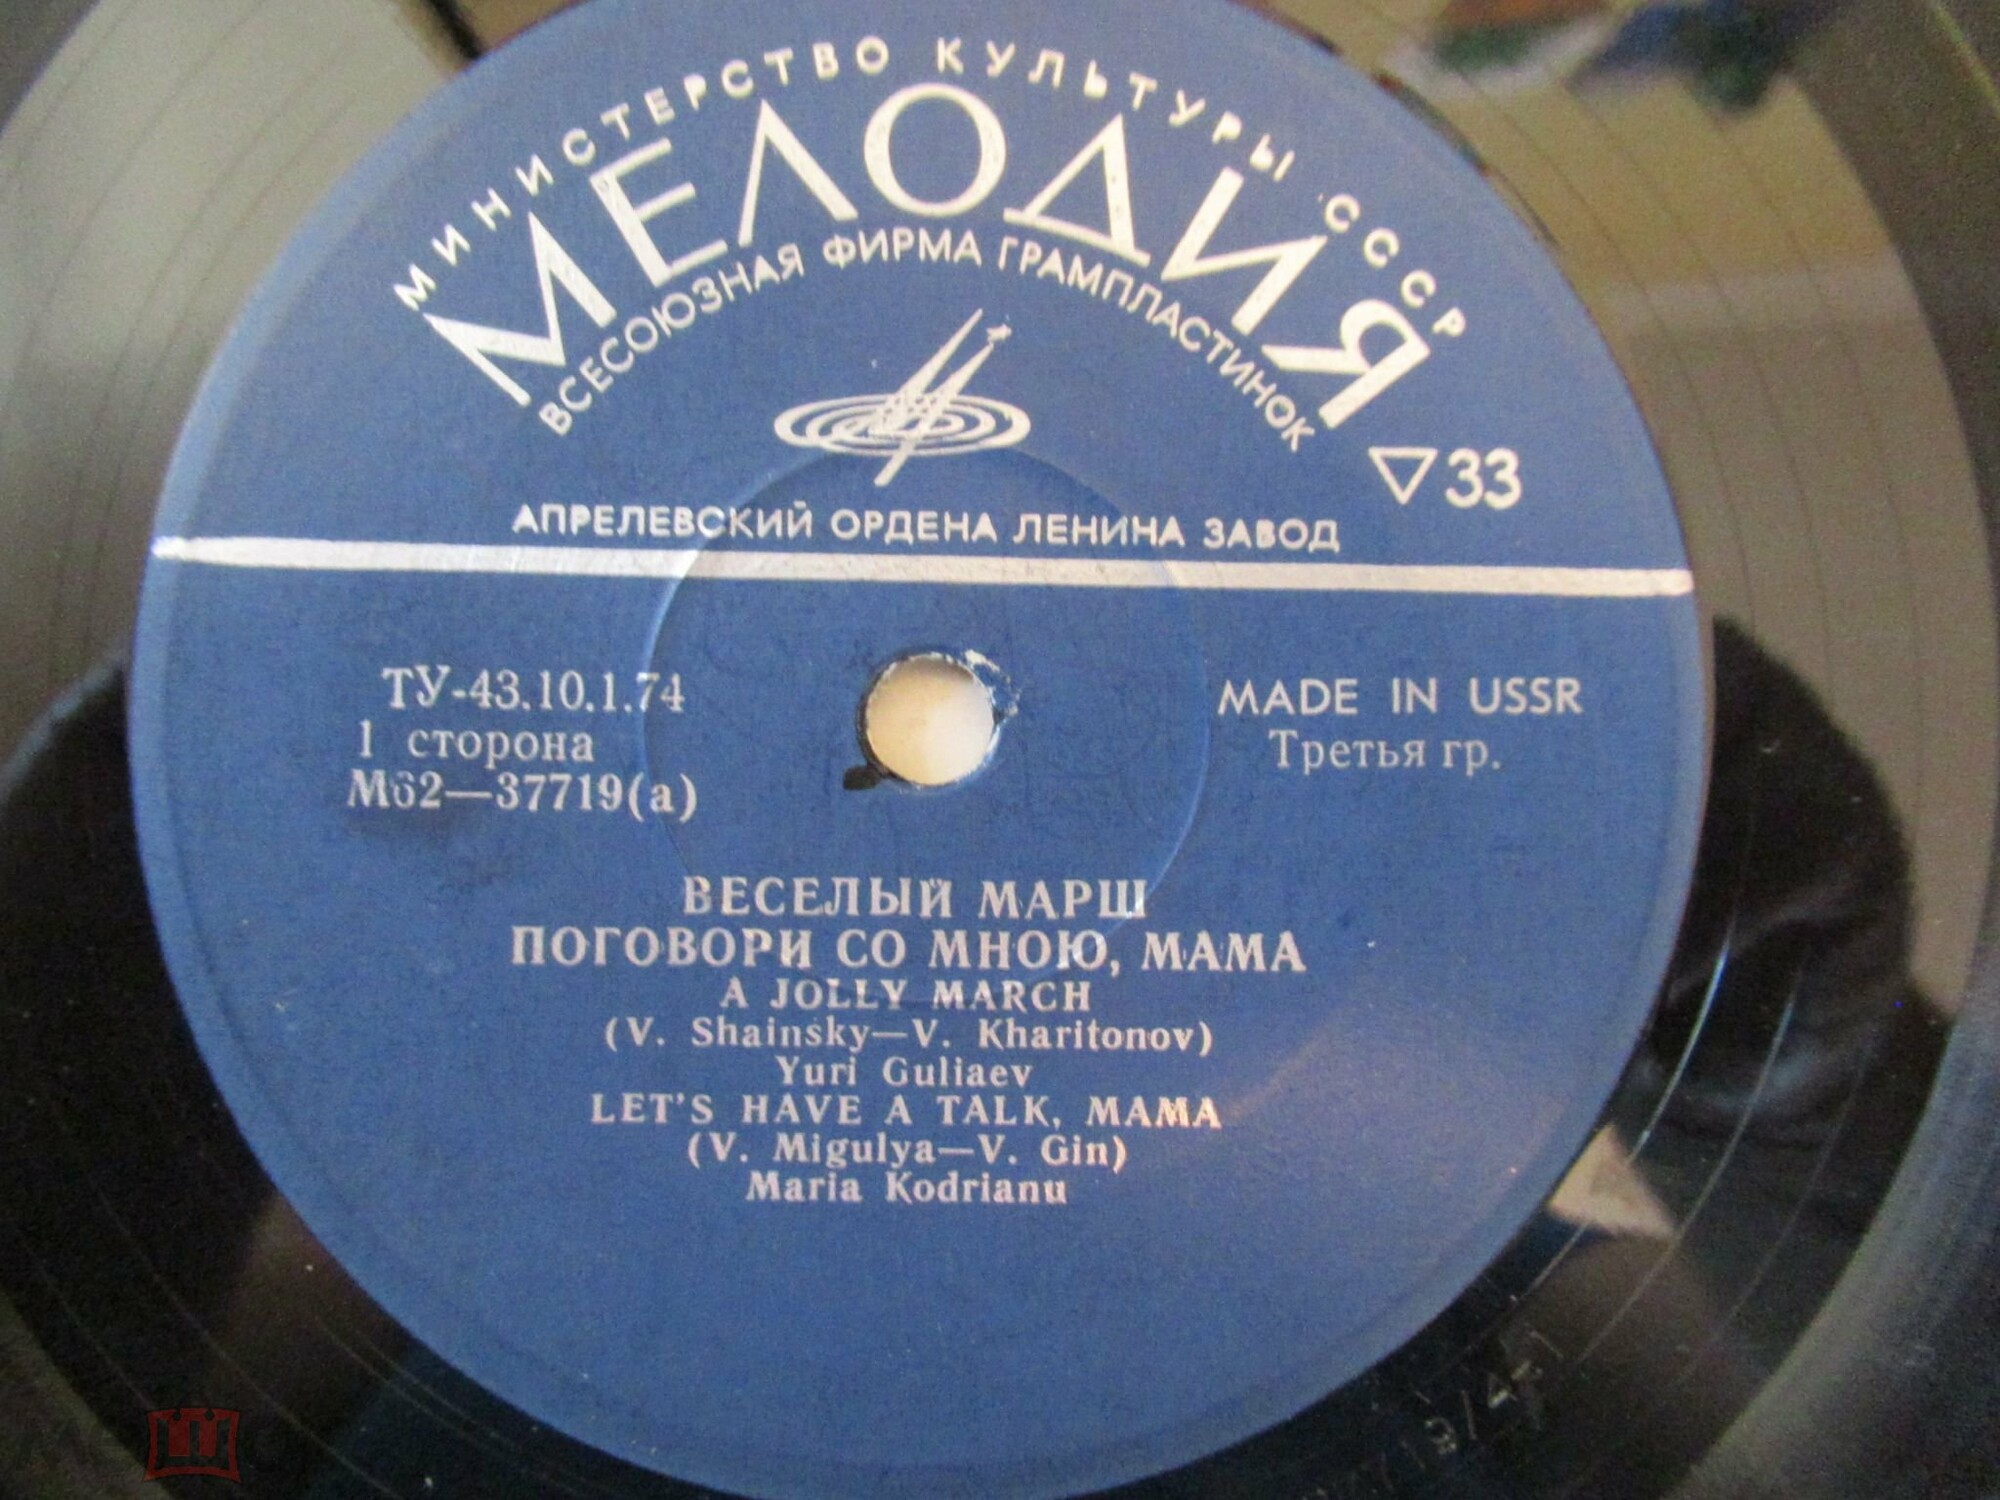 МИНИСТЕРСТВО КУЛЬТУРЫ СССР
МЕЛОДИЯ
ВСЕСОЮЗНАЯ ФИРМА ГРАМПЛАСТИНОК
▽33
АПРЕЛЕВСКИЙ ОРДЕНА ЛЕНИНА ЗАВОД
ТУ-43.10.1.74
1 сторона
М62—37719(а)
MADE IN USSR
Третья гр.
ВЕСЕЛЫЙ МАРШ
ПОГОВОРИ СО МНОЮ, МАМА
A JOLLY MARCH
(V. Shainsky—V. Kharitonov)
Yuri Guliaev
LET'S HAVE A TALK, MAMA
(V. Migulya—V. Gin)
Maria Kodrianu